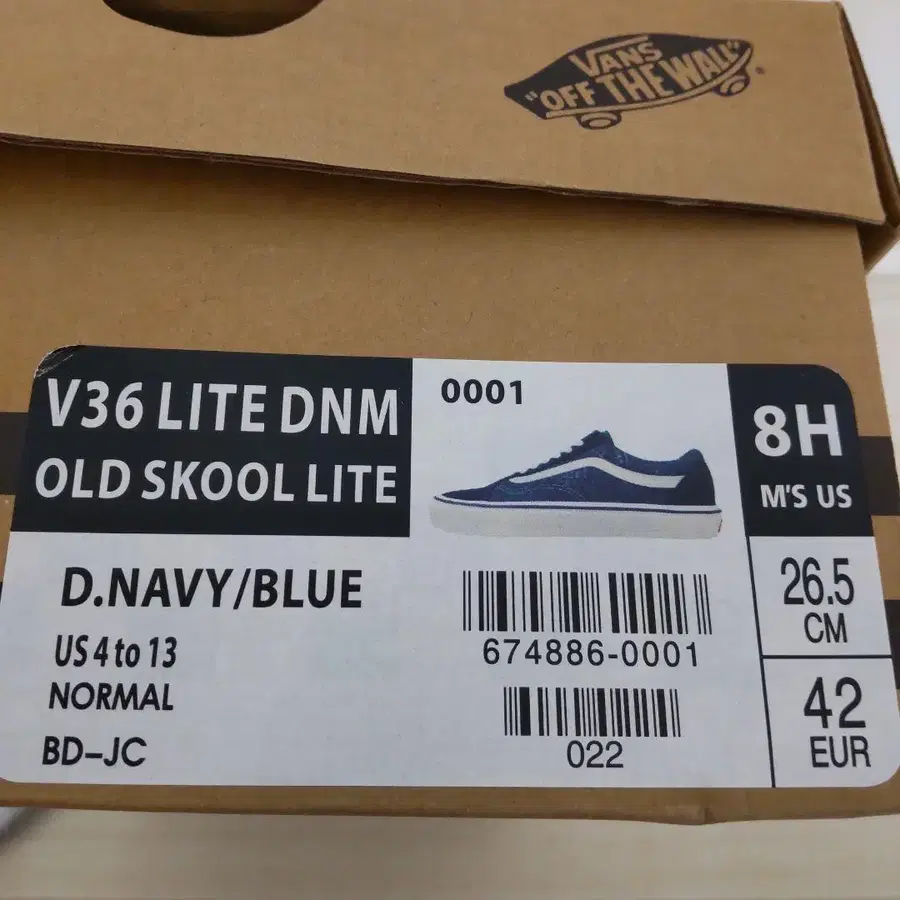 VANS
"OFF THE WALL"
V36 LITE DNM
OLD SKOOL LITE
0001
8H
M'S US
D.NAVY/BLUE
US 4 to 13
NORMAL
BD-JC
674886-0001
022
26.5
CM
42
EUR